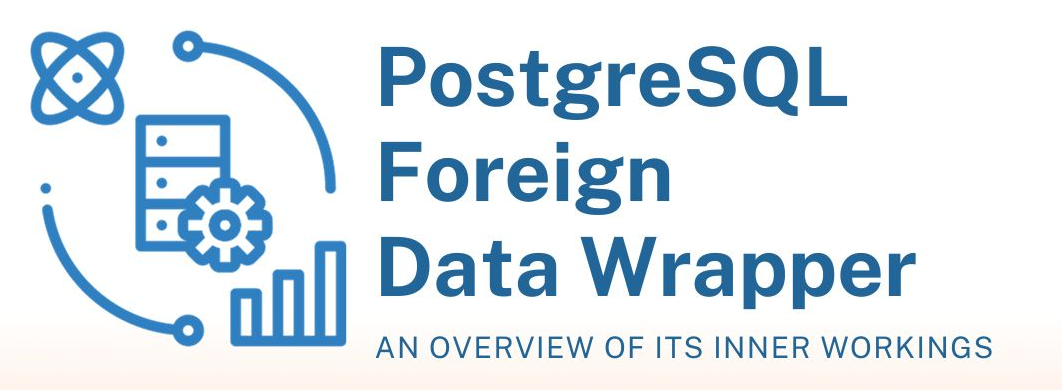 PostgreSQL
Foreign
Data Wrapper
AN OVERVIEW OF ITS INNER WORKINGS